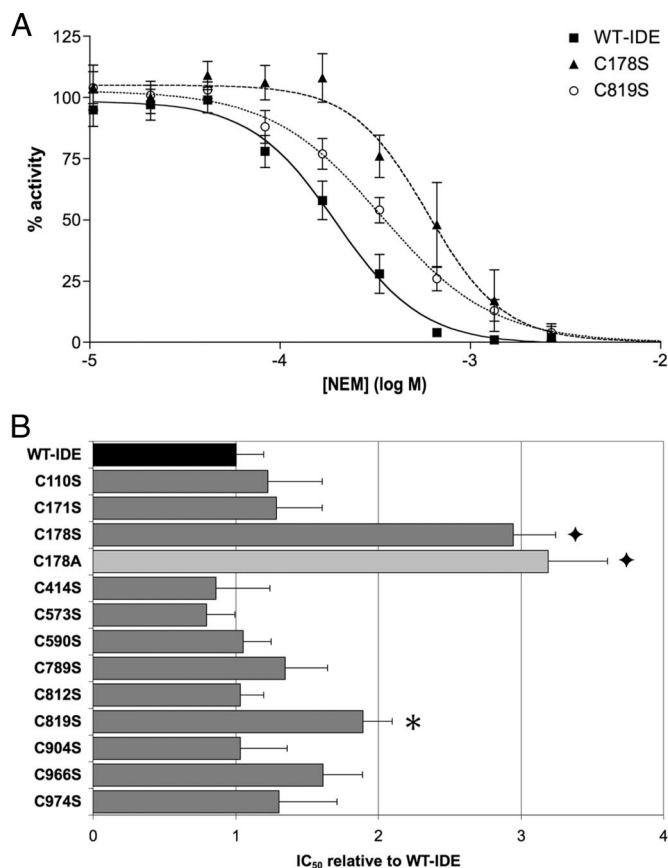 A
125
100
75
50
25
0
% activity
-5 -4 -3 -2
[NEM] (log M)
WT-IDE
C178S
C819S
B
WT-IDE
C110S
C171S
C178S
C178A
C414S
C573S
C590S
C789S
C812S
C819S *
C904S
C966S
C974S
0 1 2 3 4
IC50 relative to WT-IDE